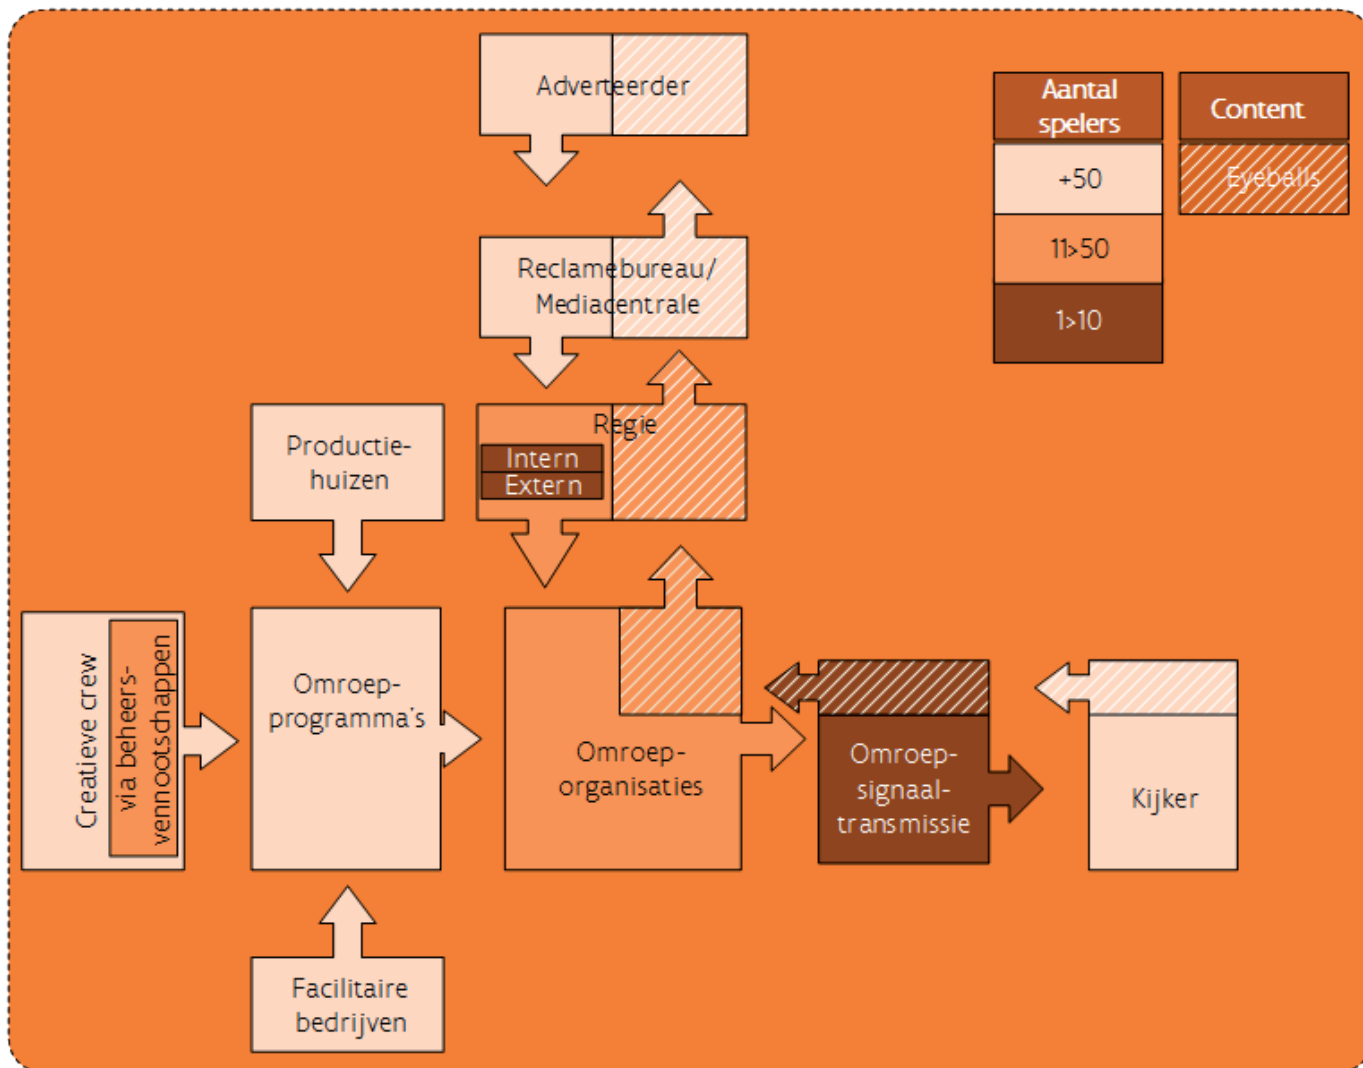 Adverteerder
Aantal
spelers
Content
+50
Eyeballs
11>50
1>10
Reclamebureau/
Mediacentrale
Regie
Intern
Extern
Productie-
huizen
Creatieve crew
via beheers-
vennootschappen
Omroep-
programma's
Omroep-
organisaties
Omroep-
signaal-
transmissie
Kijker
Facilitaire
bedrijven